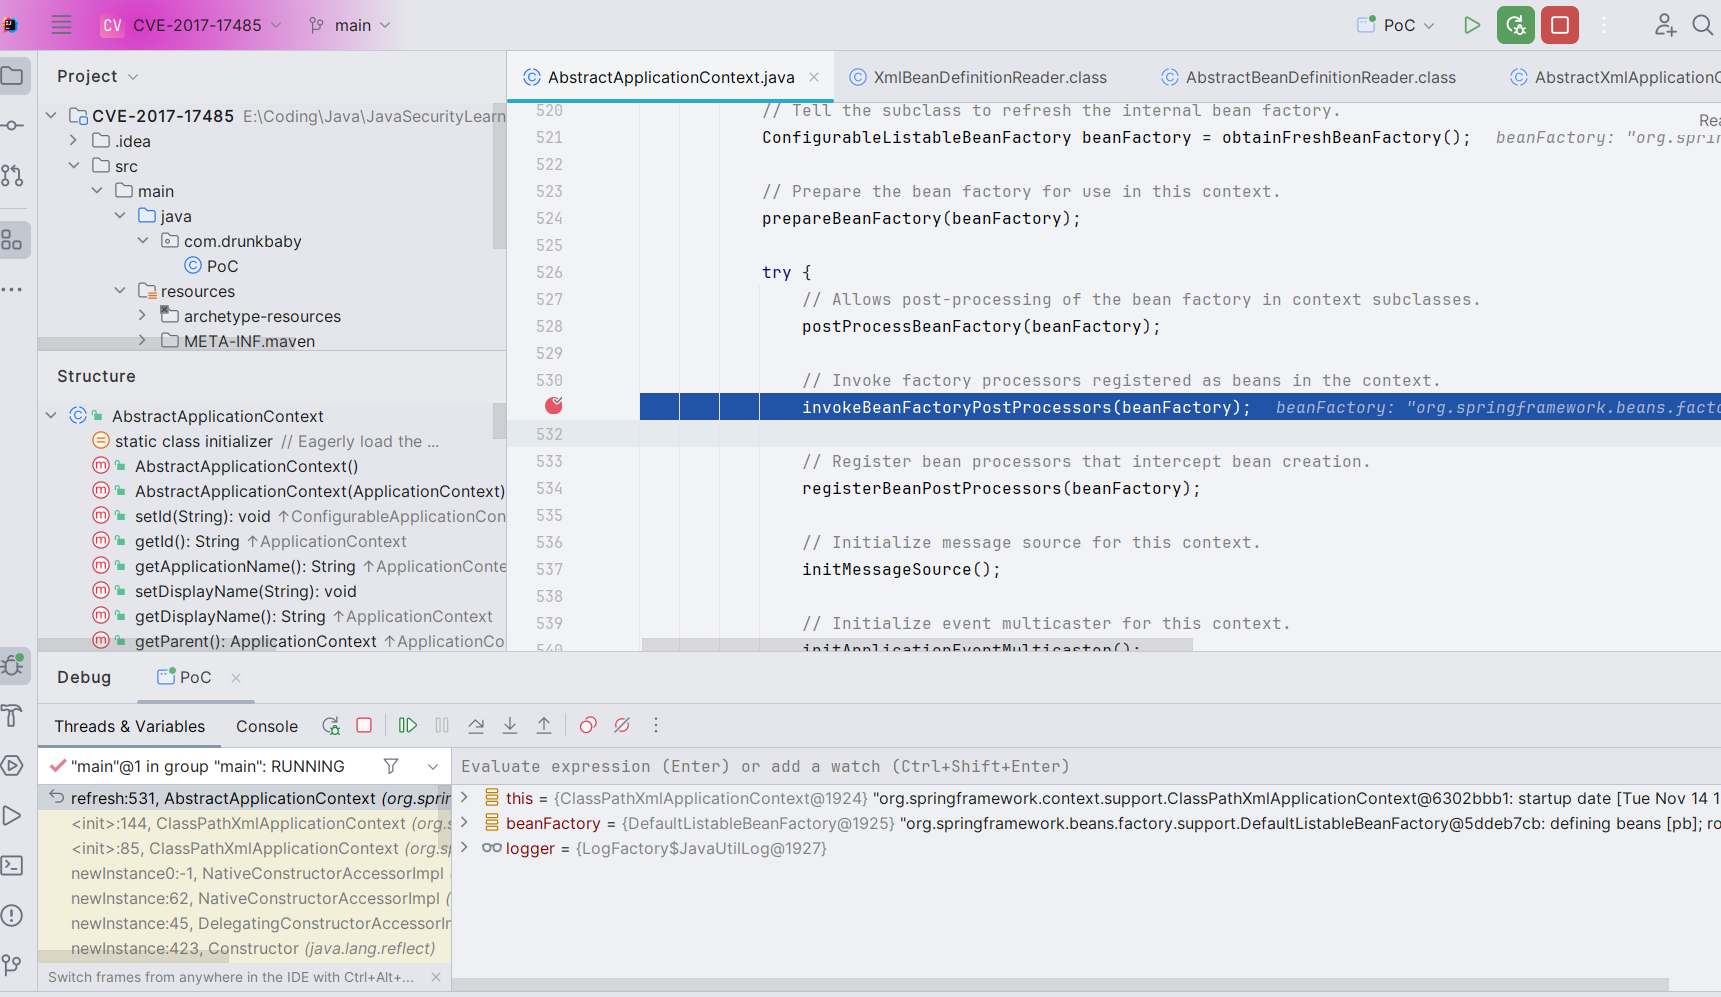 CV CVE-2017-17485 main PoC
Project
CVE-2017-17485 E:\Coding\Java\JavaSecurityLearn
.idea
src
main
java
com.drunkbaby
PoC
resources
archetype-resources
META-INF.maven
Structure
AbstractApplicationContext
static class initializer // Eagerly load the ...
AbstractApplicationContext()
AbstractApplicationContext(ApplicationContext)
setId(String): void ↑ConfigurableApplicationCon
getId(): String ↑ApplicationContext
getApplicationName(): String ↑ApplicationConte
setDisplayName(String): void
getDisplayName(): String ↑ApplicationContext
getParent(): ApplicationContext ↑ApplicationCo
AbstractApplicationContext.java XmlBeanDefinitionReader.class AbstractBeanDefinitionReader.class AbstractXmlApplicationC
Rea
520 // Tell the subclass to refresh the internal bean factory.
521 ConfigurableListableBeanFactory beanFactory = obtainFreshBeanFactory(); beanFactory: "org.sprin
522
523 // Prepare the bean factory for use in this context.
524 prepareBeanFactory(beanFactory);
525
526 try {
527 // Allows post-processing of the bean factory in context subclasses.
528 postProcessBeanFactory(beanFactory);
529
530 // Invoke factory processors registered as beans in the context.
invokeBeanFactoryPostProcessors(beanFactory); beanFactory: "org.springframework.beans.facto
532
533 // Register bean processors that intercept bean creation.
534 registerBeanPostProcessors(beanFactory);
535
536 // Initialize message source for this context.
537 initMessageSource();
538
539 // Initialize event multicaster for this context.
540 initApplicationEventMulticaster();
Debug PoC
Threads & Variables Console
"main"@1 in group "main": RUNNING
refresh:531, AbstractApplicationContext (org.sprin
<init>:144, ClassPathXmlApplicationContext (org.s
<init>:85, ClassPathXmlApplicationContext (org.sp
newInstance0:-1, NativeConstructorAccessorImpl
newInstance:62, NativeConstructorAccessorImpl (
newInstance:45, DelegatingConstructorAccessorIn
newInstance:423, Constructor (java.lang.reflect)
Switch frames from anywhere in the IDE with Ctrl+Alt+...
Evaluate expression (Enter) or add a watch (Ctrl+Shift+Enter)
this = {ClassPathXmlApplicationContext@1924} "org.springframework.context.support.ClassPathXmlApplicationContext@6302bbb1: startup date [Tue Nov 14 1
beanFactory = {DefaultListableBeanFactory@1925} "org.springframework.beans.factory.support.DefaultListableBeanFactory@5ddeb7cb: defining beans [pb]; ro
logger = {LogFactory$JavaUtilLog@1927}